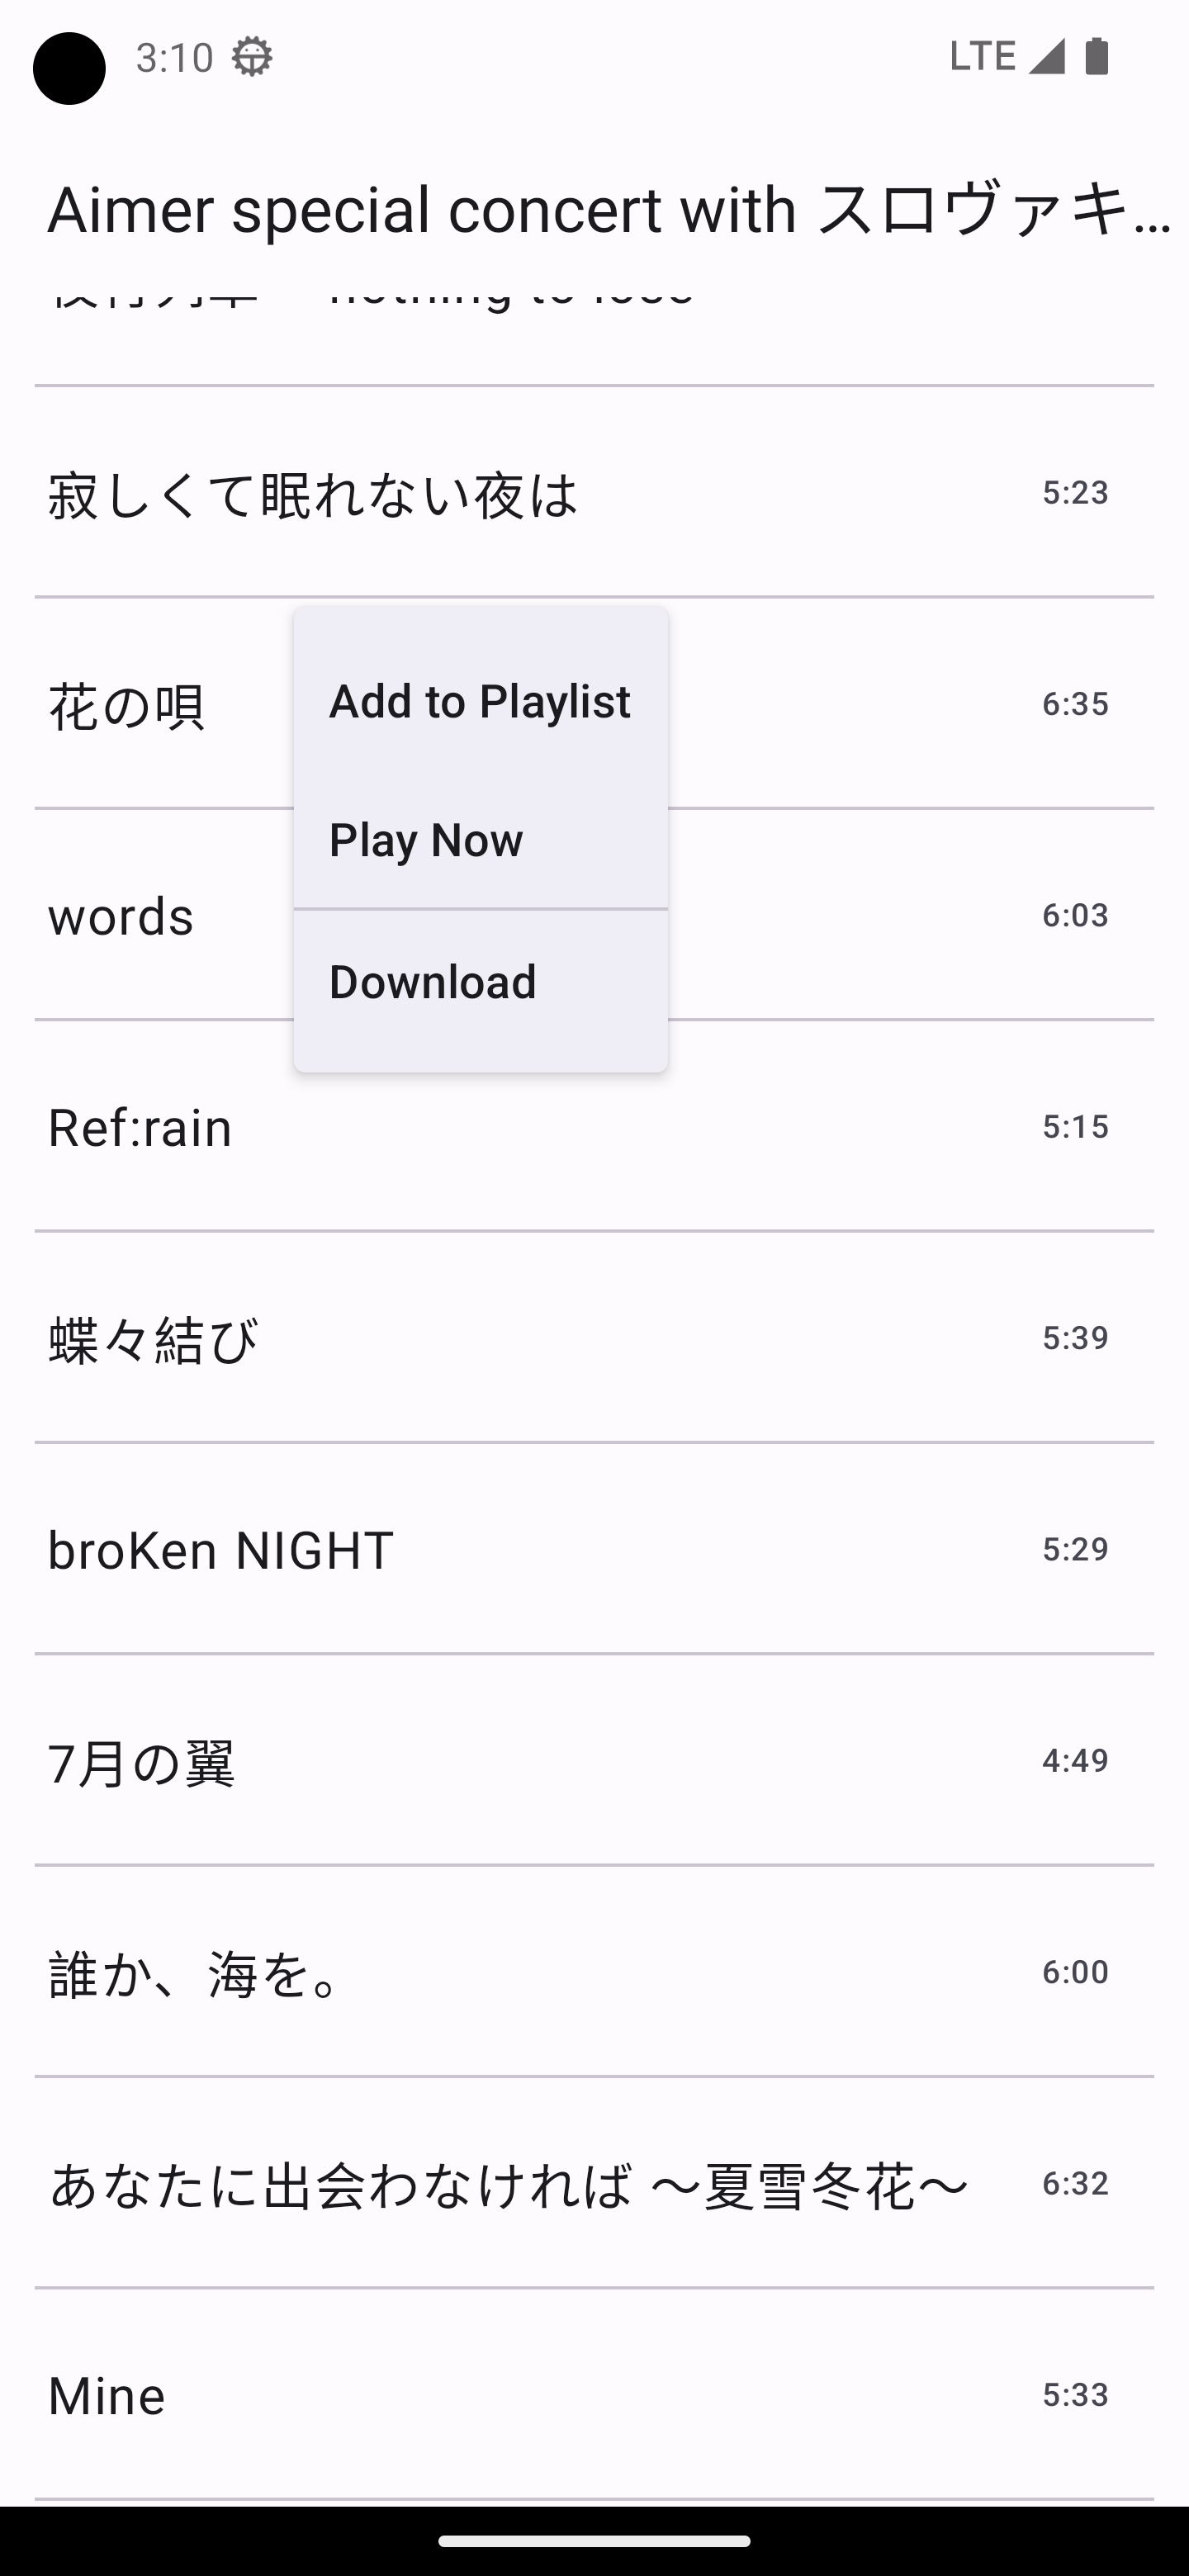 3:10
LTE
Aimer special concert with スロヴァキ…
nothing to lose
寂しくて眠れない夜は
5:23
花の唄
6:35
Add to Playlist
Play Now
words
6:03
Download
Ref:rain
5:15
蝶々結び
5:39
broKen NIGHT
5:29
7月の翼
4:49
誰か、海を。
6:00
あなたに出会わなければ ～夏雪冬花～
6:32
Mine
5:33